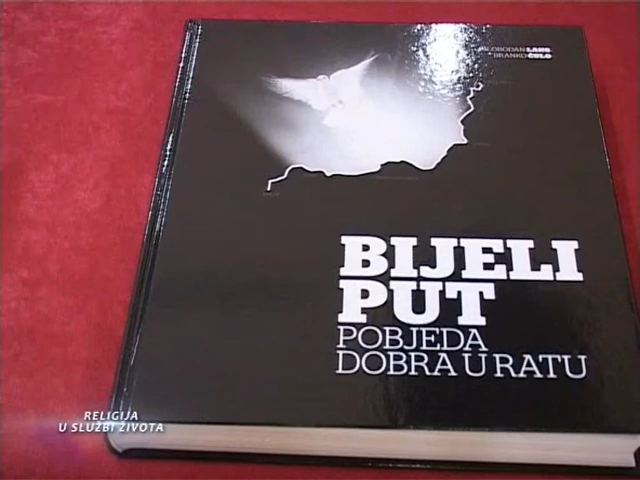 SLOBODAN LANG
BRANKO ČULO
BIJELI
PUT
POBJEDA
DOBRA U RATU
RELIGIJA
U SLUŽBI ŽIVOTA